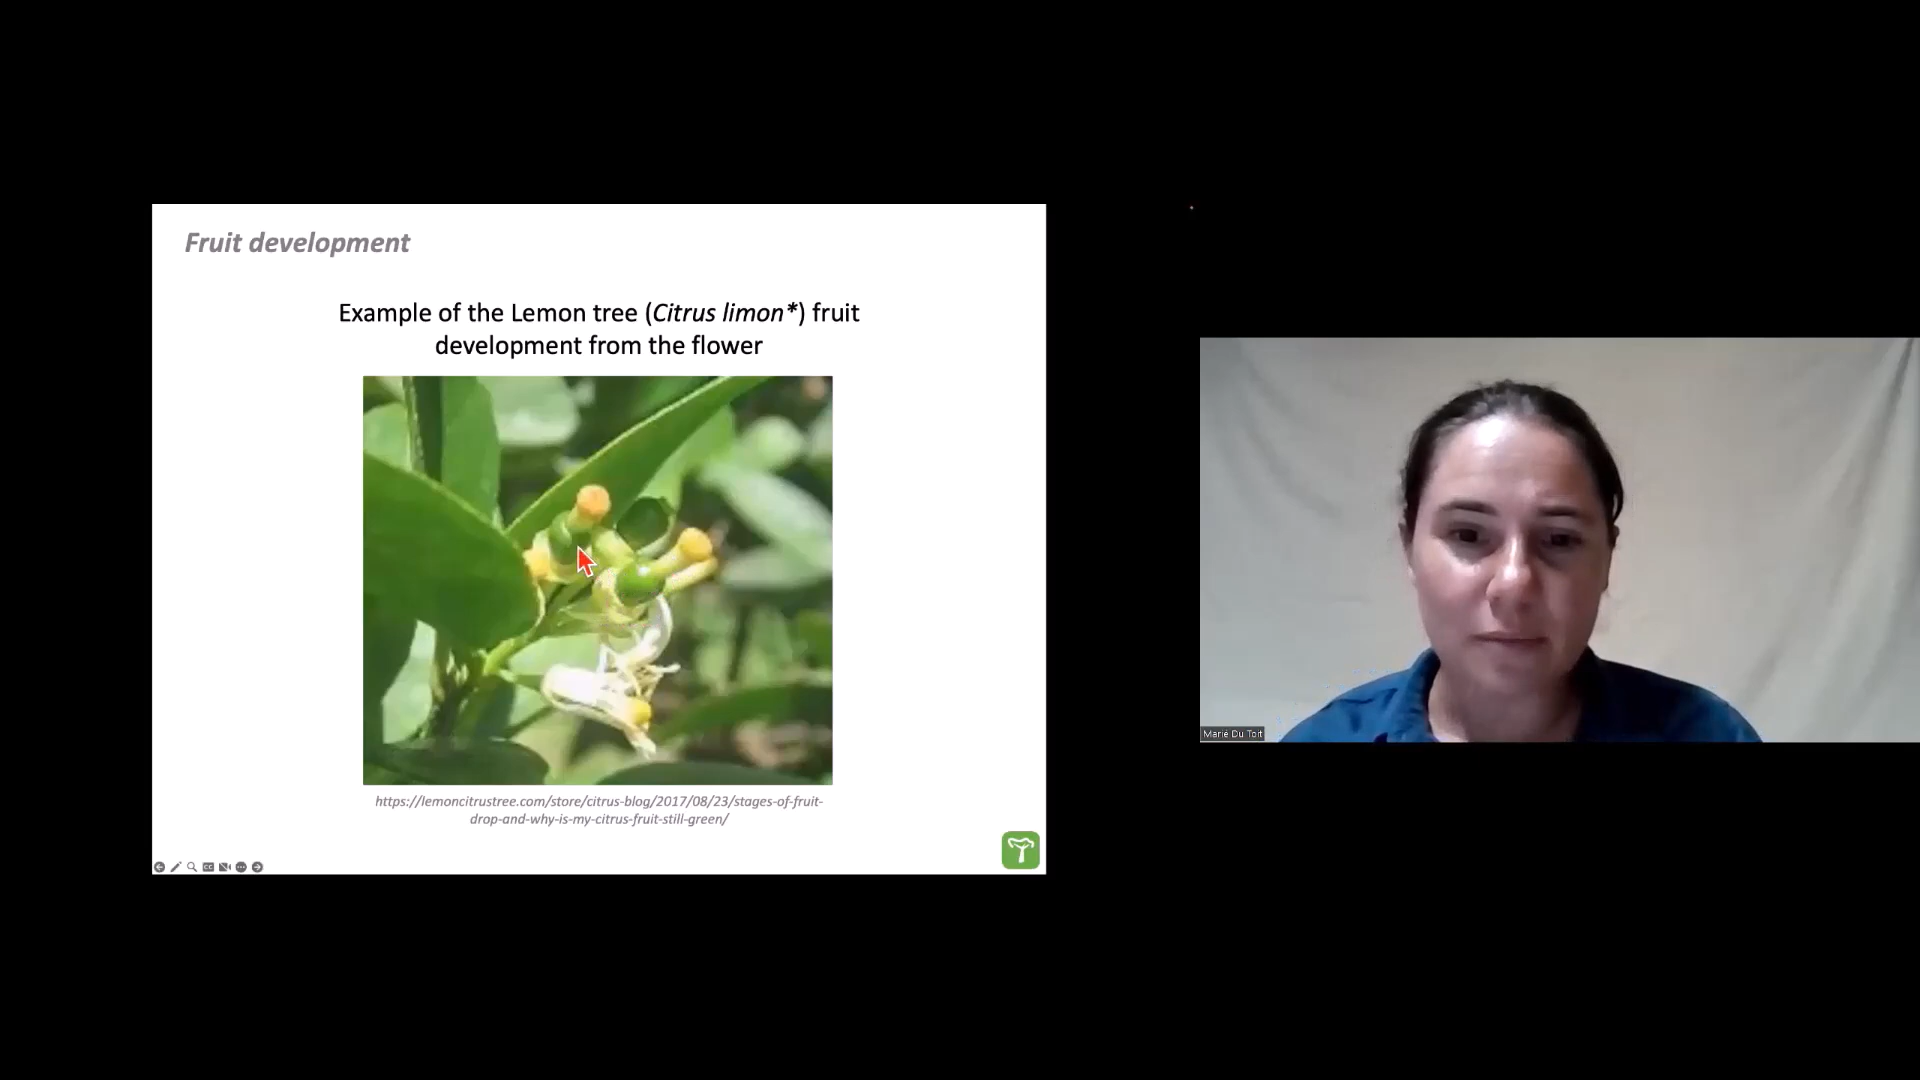 Fruit development
Example of the Lemon tree (Citrus limon*) fruit
development from the flower
https://lemoncitrustree.com/store/citrus-blog/2017/08/23/stages-of-fruit-
drop-and-why-is-my-citrus-fruit-still-green/
Marié Du Toit